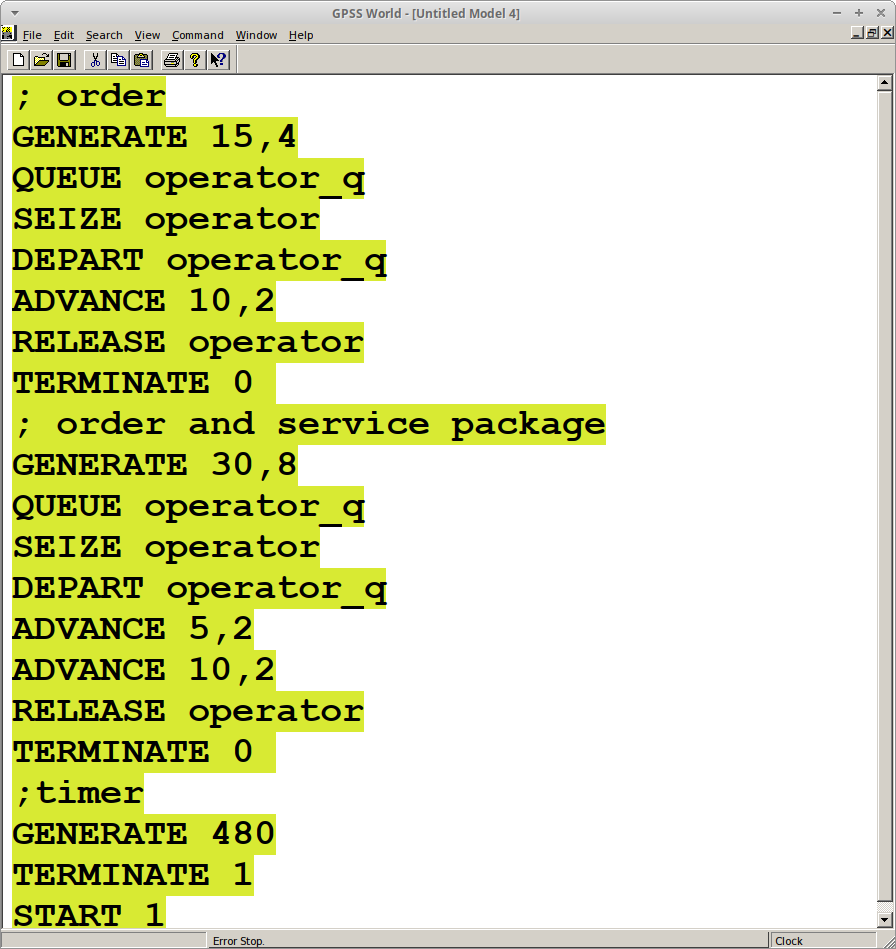 GPSS World - [Untitled Model 4]
File Edit Search View Command Window Help
; order
GENERATE 15,4
QUEUE operator_q
SEIZE operator
DEPART operator_q
ADVANCE 10,2
RELEASE operator
TERMINATE 0
; order and service package
GENERATE 30,8
QUEUE operator_q
SEIZE operator
DEPART operator_q
ADVANCE 5,2
ADVANCE 10,2
RELEASE operator
TERMINATE 0
;timer
GENERATE 480
TERMINATE 1
START 1
Error Stop. Clock